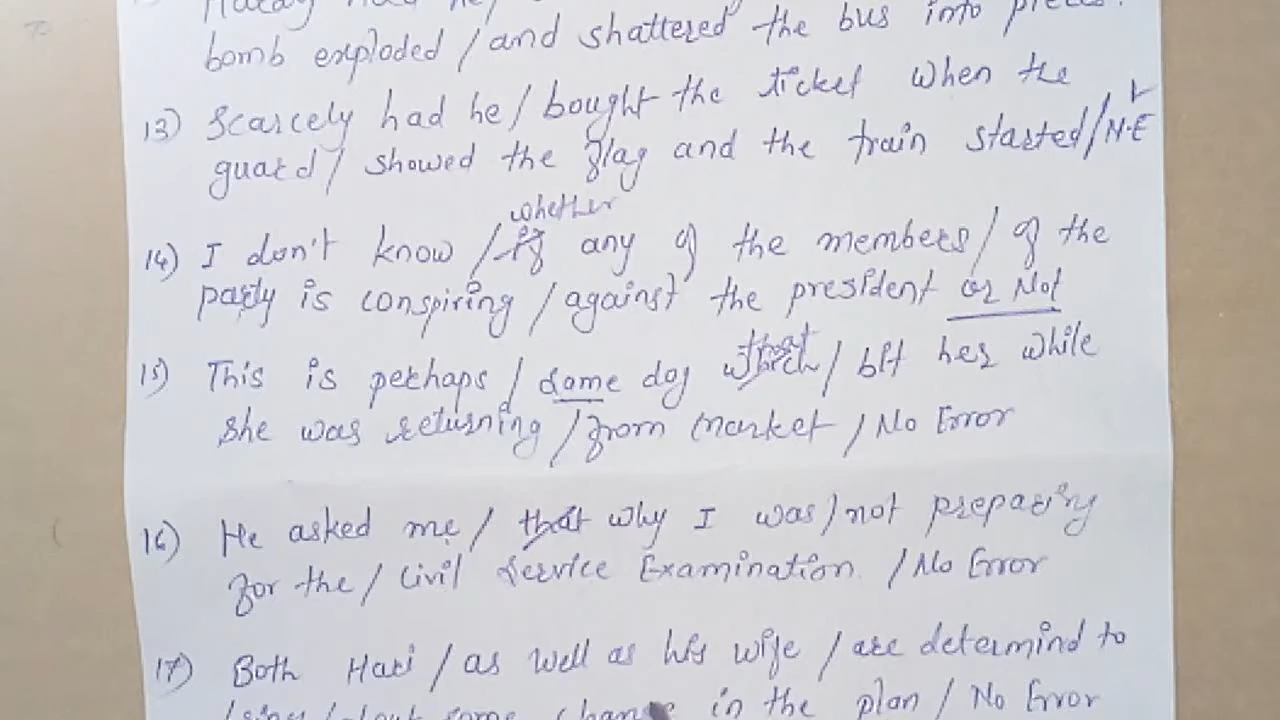 bomb exploded / and shattered the bus into
13) Scarcely had he / bought the ticket when the
guard / showed the flag and the train started / N.E
whether
14) I don't know / if any of the members / of the
party is conspiring / against the president or Not
that
15) This is perhaps / same dog which / bit her while
she was returning / from market / No Error
16) He asked me / that why I was / not preparing
for the / Civil Service Examination / No Error
17) Both Hari / as well as his wife / are determind to
some change in the plan / No Error